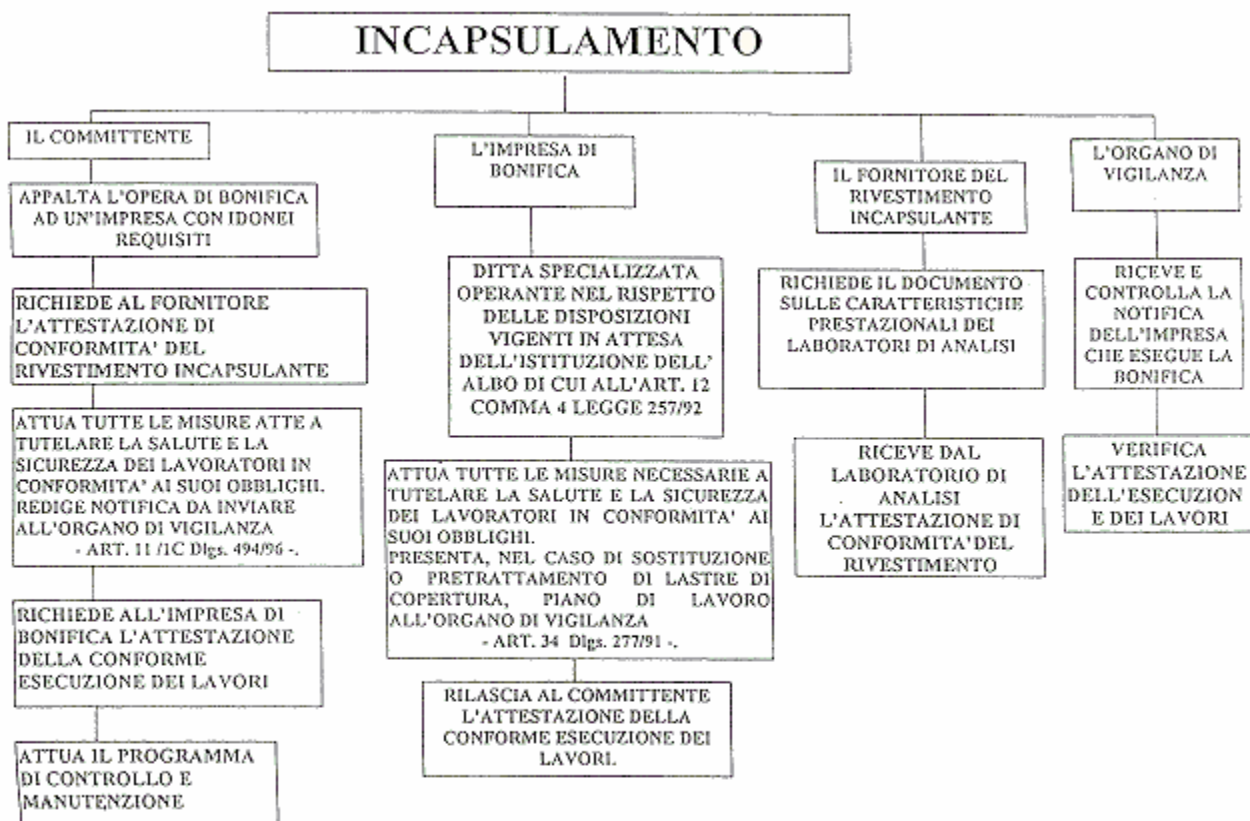 INCAPSULAMENTO
IL COMMITTENTE
APPALTA L'OPERA DI BONIFICA
AD UN'IMPRESA CON IDONEI
REQUISITI
RICHIEDE AL FORNITORE
L'ATTESTAZIONE DI
CONFORMITA' DEL
RIVESTIMENTO INCAPSULANTE
ATTUA TUTTE LE MISURE ATTE A
TUTELARE LA SALUTE E LA
SICUREZZA DEI LAVORATORI IN
CONFORMITA' AI SUOI OBBLIGHI.
REDIGE NOTIFICA DA INVIARE
ALL'ORGANO DI VIGILANZA
- ART. 11 /1C Dlgs. 494/96 -.
RICHIEDE ALL'IMPRESA DI
BONIFICA L'ATTESTAZIONE
DELLA CONFORME
ESECUZIONE DEI LAVORI
ATTUA IL PROGRAMMA
DI CONTROLLO E
MANUTENZIONE
L'IMPRESA DI
BONIFICA
DITTA SPECIALIZZATA
OPERANTE NEL RISPETTO
DELLE DISPOSIZIONI
VIGENTI IN ATTESA
DELL'ISTITUZIONE DELL'
ALBO DI CUI ALL'ART. 12
COMMA 4 LEGGE 257/92
ATTUA TUTTE LE MISURE NECESSARIE A
TUTELARE LA SALUTE E LA SICUREZZA
DEI LAVORATORI IN CONFORMITA' AI
SUOI OBBLIGHI.
PRESENTA, NEL CASO DI SOSTITUZIONE
O PRETRATTAMENTO DI LASTRE DI
COPERTURA, PIANO DI LAVORO
ALL'ORGANO DI VIGILANZA
- ART. 34 Dlgs. 277/91 -.
RILASCIA AL COMMITTENTE
L'ATTESTAZIONE DELLA
CONFORME ESECUZIONE DEI
LAVORI.
IL FORNITORE DEL
RIVESTIMENTO
INCAPSULANTE
RICHIEDE IL DOCUMENTO
SULLE CARATTERISTICHE
PRESTAZIONALI DEI
LABORATORI DI ANALISI
RICEVE DAL
LABORATORIO DI
ANALISI
L'ATTESTAZIONE DI
CONFORMITA' DEL
RIVESTIMENTO
L'ORGANO DI
VIGILANZA
RICEVE E
CONTROLLA LA
NOTIFICA
DELL'IMPRESA
CHE ESEGUE LA
BONIFICA
VERIFICA
L'ATTESTAZIONE
DELL'ESECUZION
E DEI LAVORI